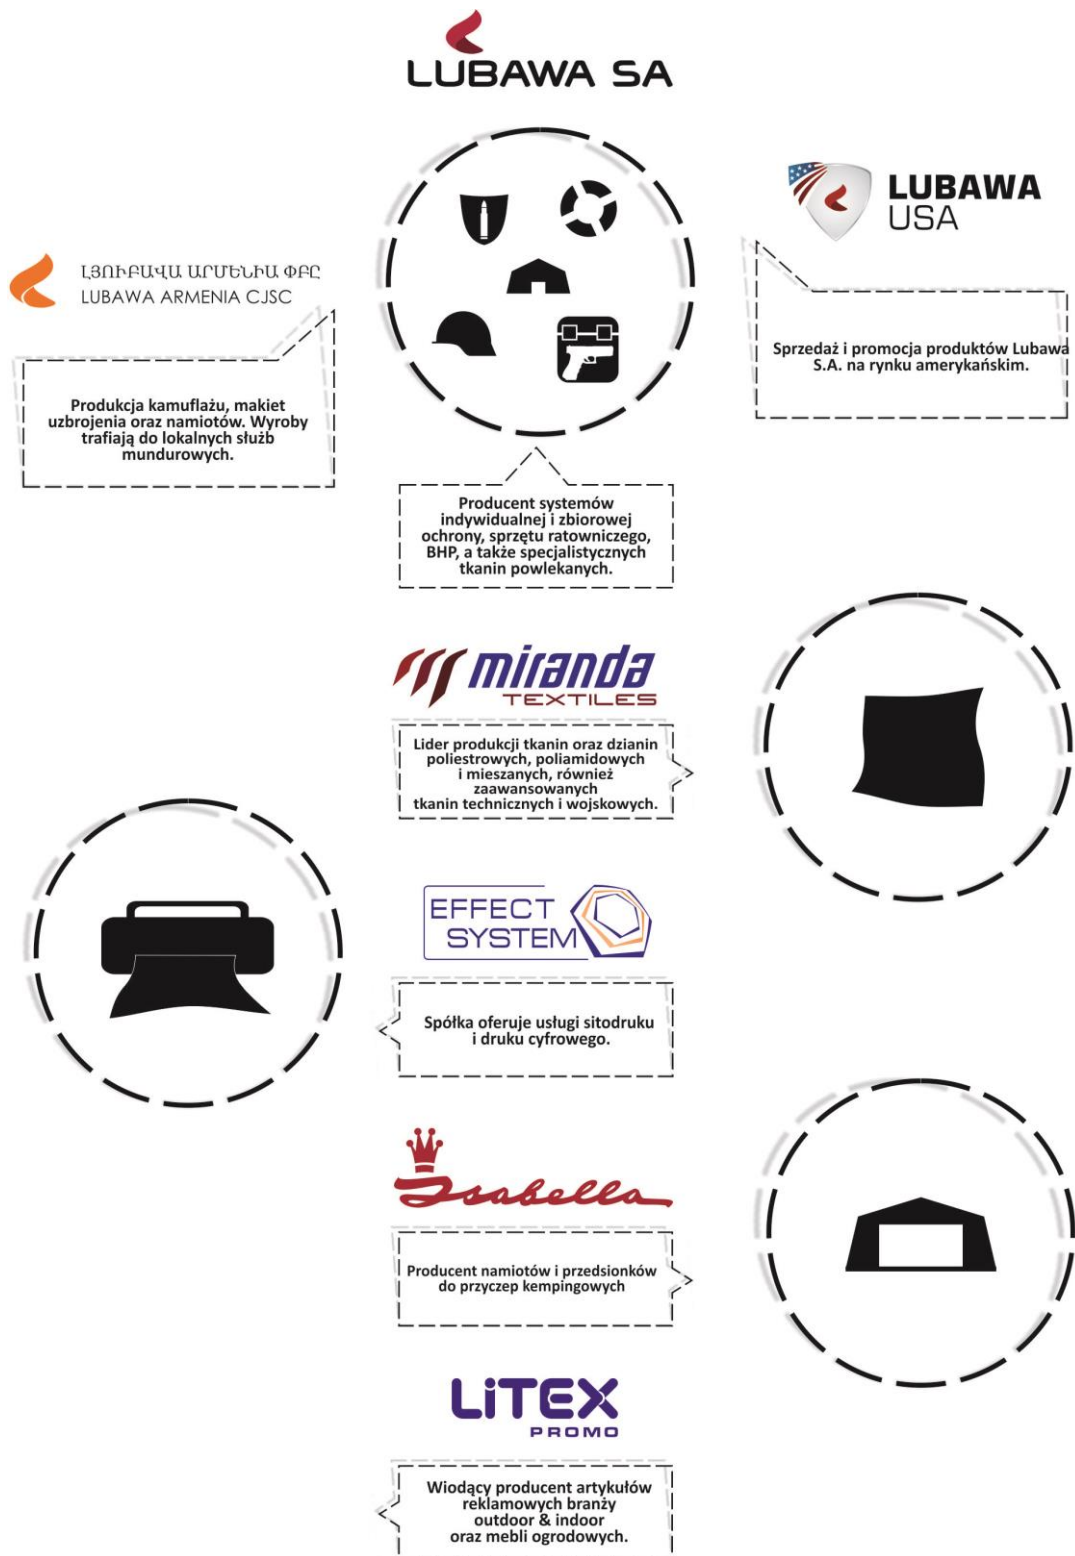 LUBAWA SA
LUBAWA
USA
ԼՅՈՒԲԱՎԱ ԱՐՄԵՆԻԱ ՓԲԸ
LUBAWA ARMENIA CJSC
Sprzedaż i promocja produktów Lubawa
S.A. na rynku amerykańskim.
Produkcja kamuflażu, makiet
uzbrojenia oraz namiotów. Wyroby
trafiają do lokalnych służb
mundurowych.
Producent systemów
indywidualnej i zbiorowej
ochrony, sprzętu ratowniczego,
BHP, a także specjalistycznych
tkanin powlekanych.
miranda
TEXTILES
Lider produkcji tkanin oraz dzianin
poliestrowych, poliamidowych
i mieszanych, również
zaawansowanych
tkanin technicznych i wojskowych.
EFFECT
SYSTEM
Spółka oferuje usługi sitodruku
i druku cyfrowego.
Isabella
Producent namiotów i przedsionków
do przyczep kempingowych
LiTEX
PROMO
Wiodący producent artykułów
reklamowych branży
outdoor & indoor
oraz mebli ogrodowych.